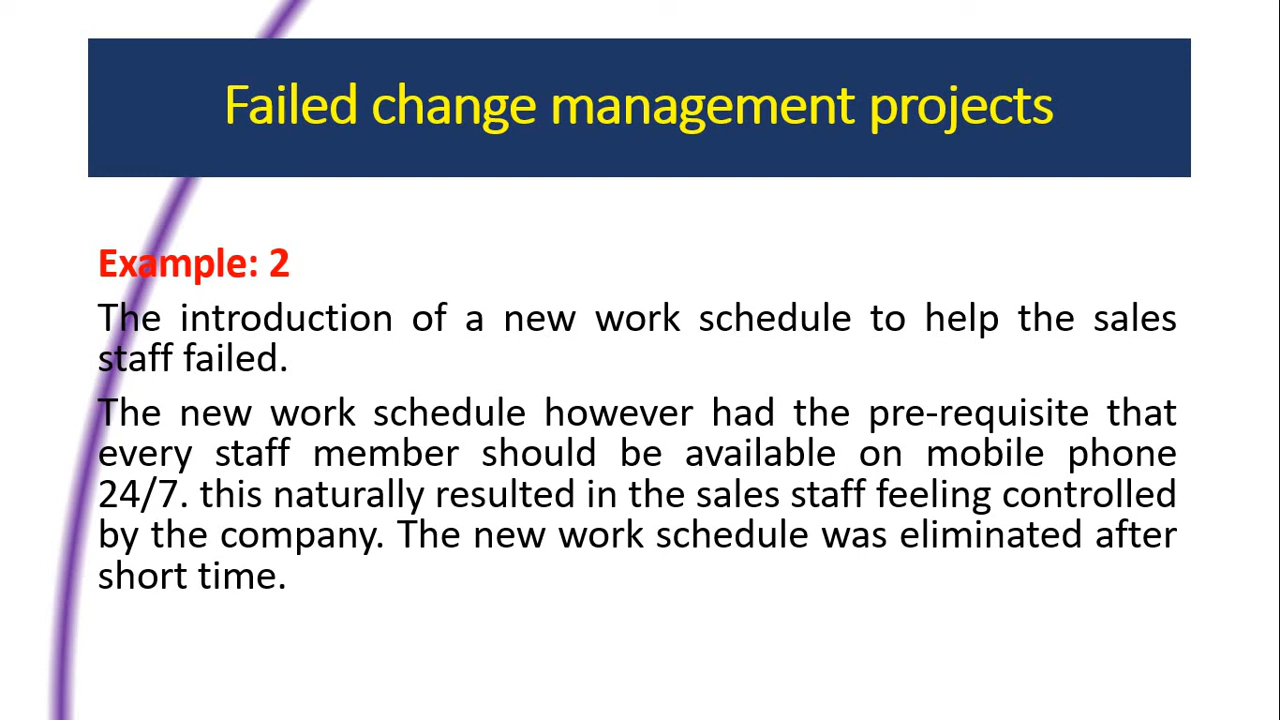 Failed change management projects
Example: 2
The introduction of a new work schedule to help the sales
staff failed.
The new work schedule however had the pre-requisite that
every staff member should be available on mobile phone
24/7. this naturally resulted in the sales staff feeling controlled
by the company. The new work schedule was eliminated after
short time.